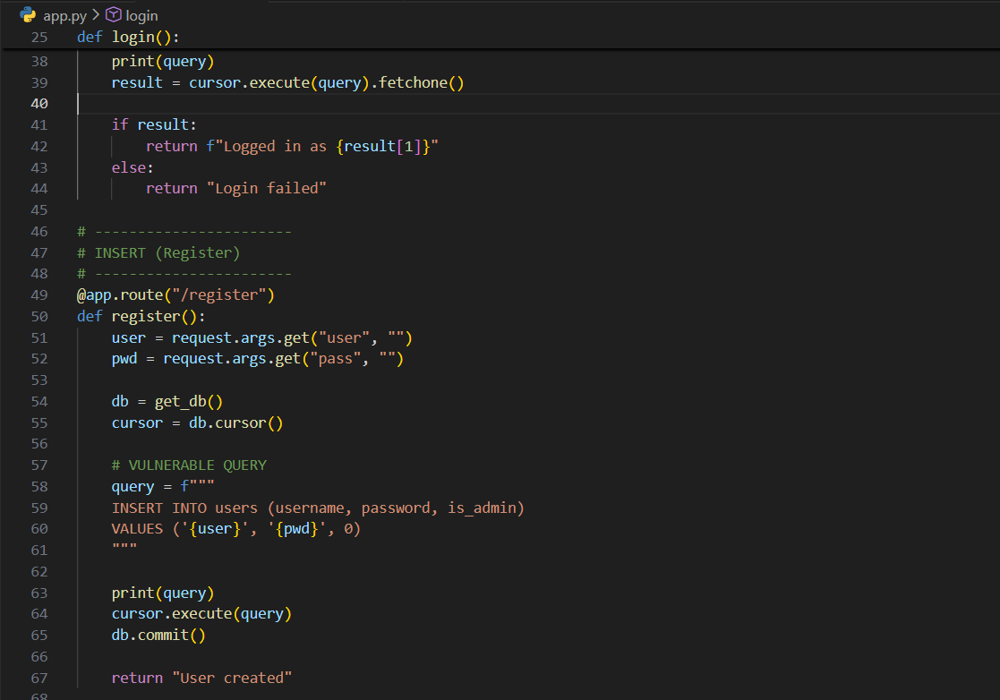 app.py > login
25 def login():
38 print(query)
39 result = cursor.execute(query).fetchone()
40
41 if result:
42 return f"Logged in as {result[1]}"
43 else:
44 return "Login failed"
45
46 # -----------------------
47 # INSERT (Register)
48 # -----------------------
49 @app.route("/register")
50 def register():
51 user = request.args.get("user", "")
52 pwd = request.args.get("pass", "")
53
54 db = get_db()
55 cursor = db.cursor()
56
57 # VULNERABLE QUERY
58 query = f"""
59 INSERT INTO users (username, password, is_admin)
60 VALUES ('{user}', '{pwd}', 0)
61 """
62
63 print(query)
64 cursor.execute(query)
65 db.commit()
66
67 return "User created"
68